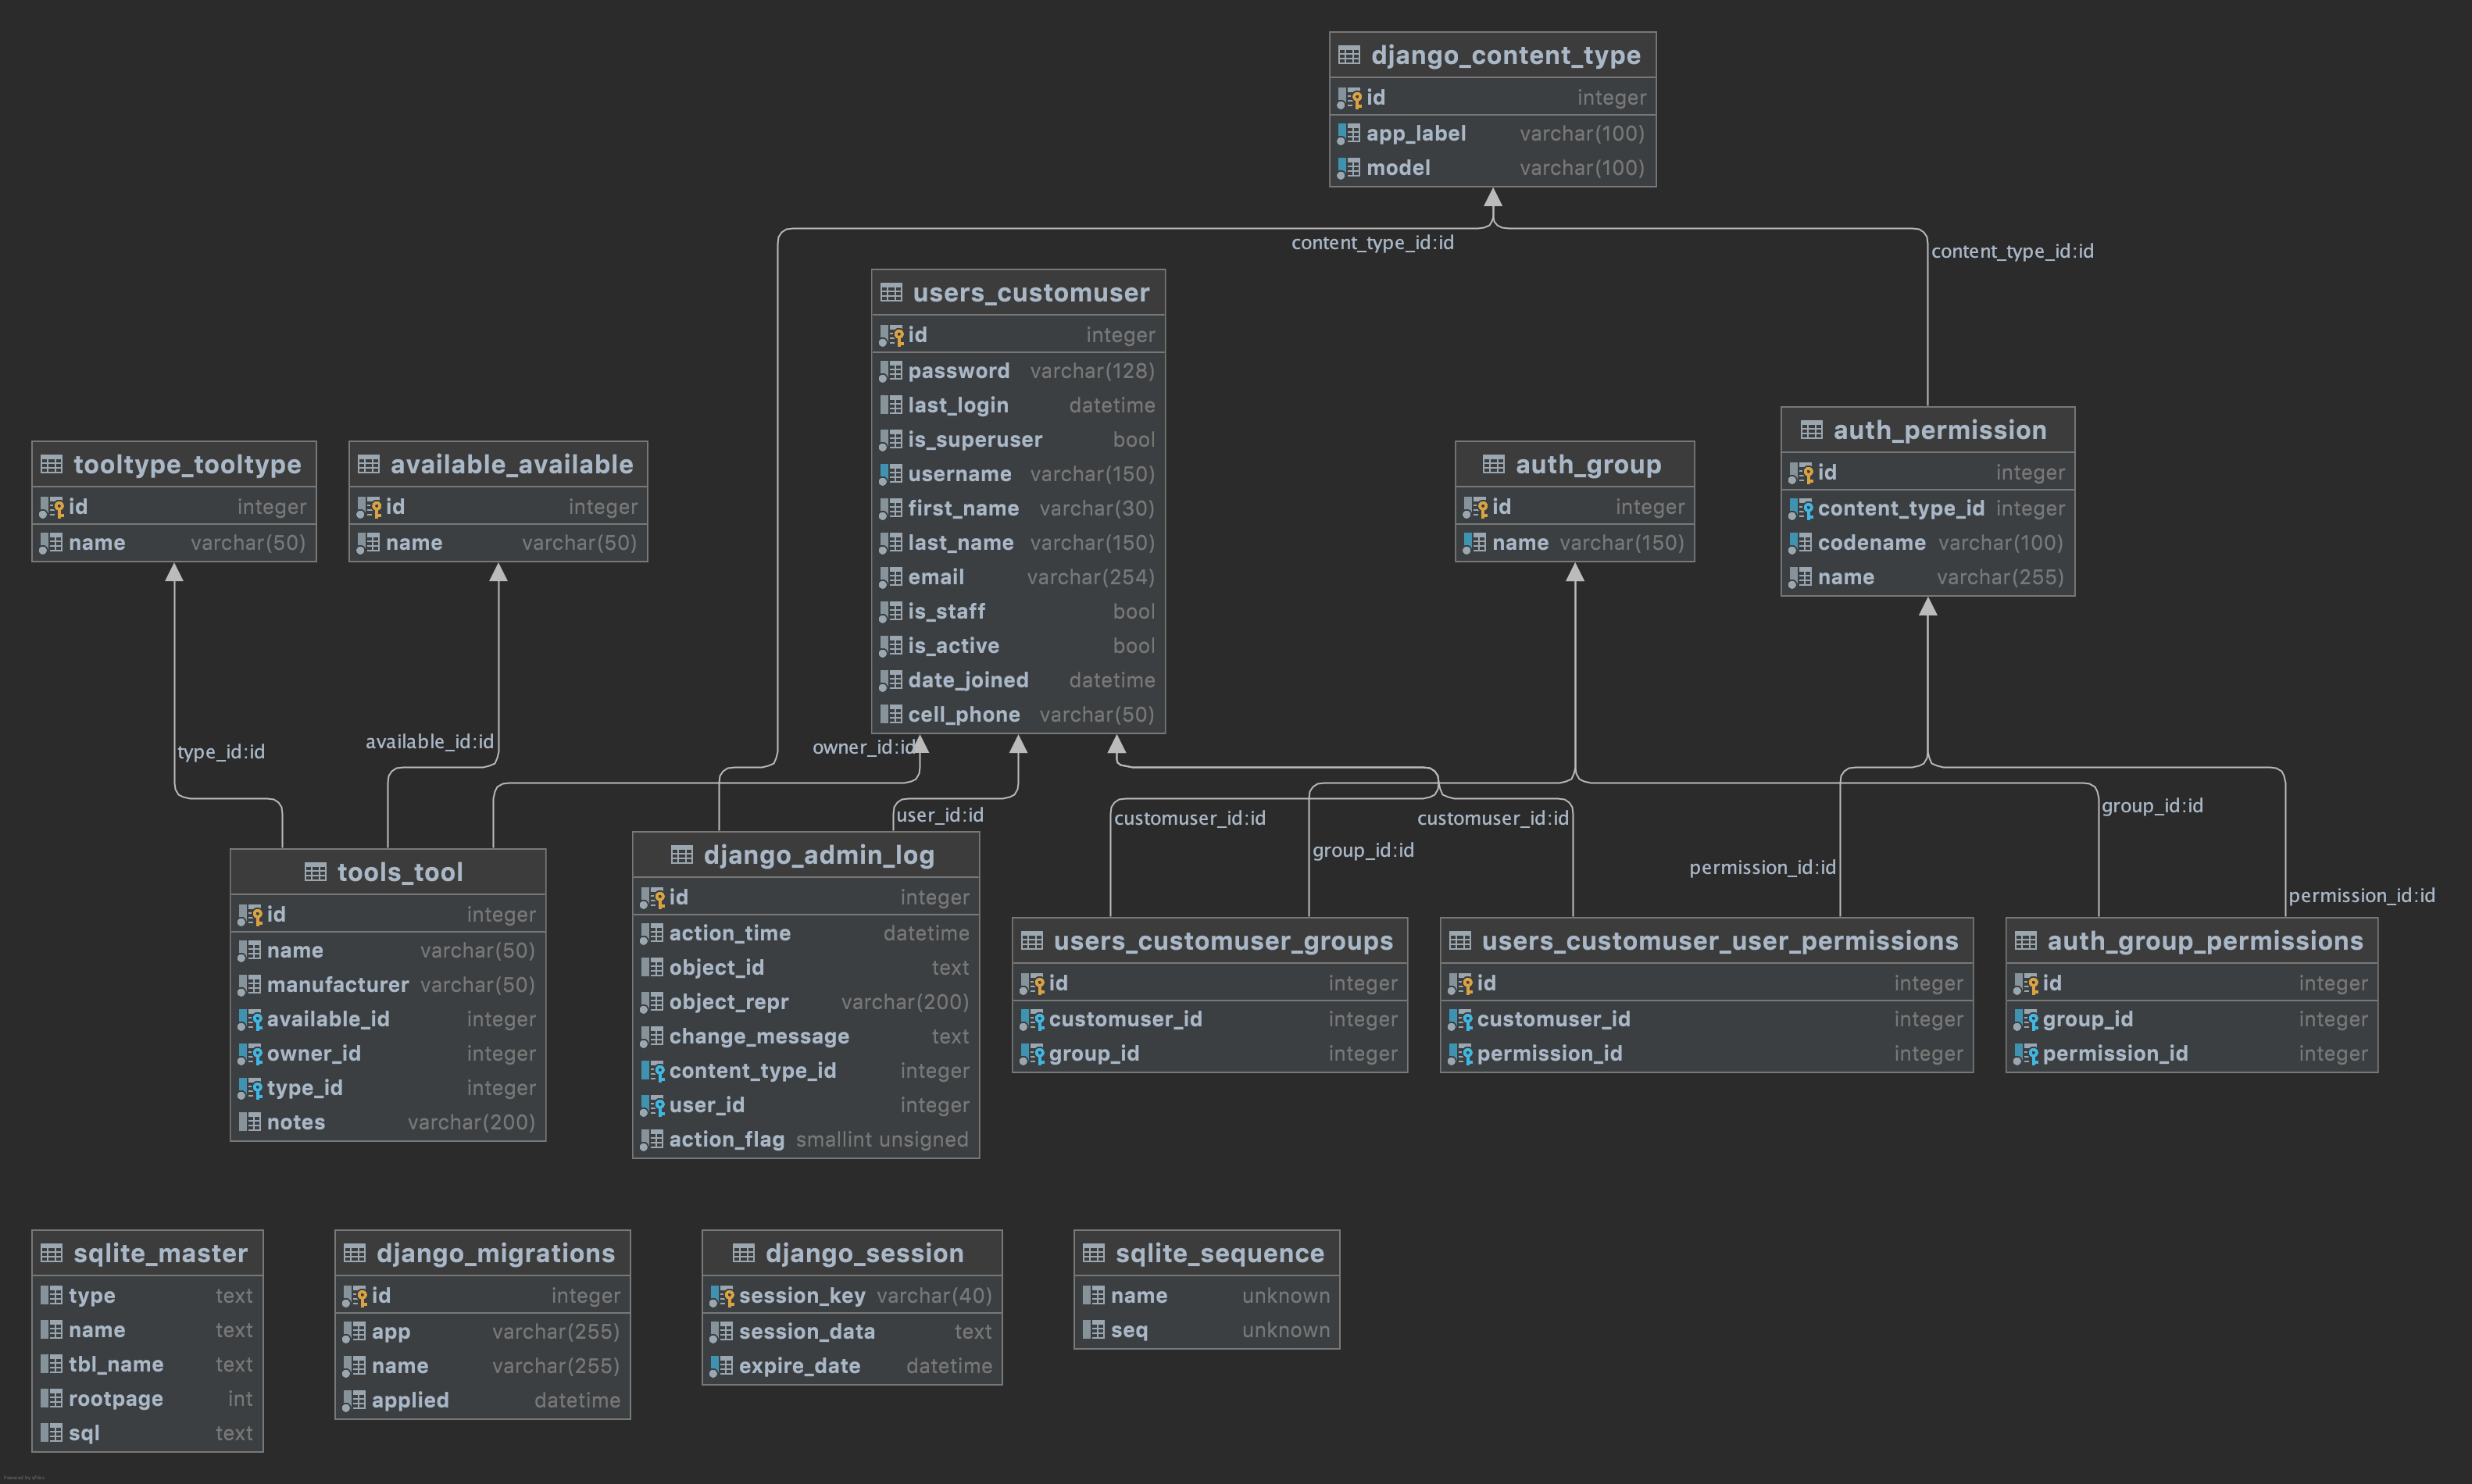 django_content_type
id integer
app_label varchar(100)
model varchar(100)
content_type_id:id
content_type_id:id
users_customuser
id integer
password varchar(128)
last_login datetime
is_superuser bool
username varchar(150)
first_name varchar(30)
last_name varchar(150)
email varchar(254)
is_staff bool
is_active bool
date_joined datetime
cell_phone varchar(50)
tooltype_tooltype
id integer
name varchar(50)
available_available
id integer
name varchar(50)
auth_group
id integer
name varchar(150)
auth_permission
id integer
content_type_id integer
codename varchar(100)
name varchar(255)
type_id:id
available_id:id
owner_id:id
user_id:id
customuser_id:id
group_id:id
customuser_id:id
permission_id:id
group_id:id
permission_id:id
tools_tool
id integer
name varchar(50)
manufacturer varchar(50)
available_id integer
owner_id integer
type_id integer
notes varchar(200)
django_admin_log
id integer
action_time datetime
object_id text
object_repr varchar(200)
change_message text
content_type_id integer
user_id integer
action_flag smallint unsigned
users_customuser_groups
id integer
customuser_id integer
group_id integer
users_customuser_user_permissions
id integer
customuser_id integer
permission_id integer
auth_group_permissions
id integer
group_id integer
permission_id integer
sqlite_master
type text
name text
tbl_name text
rootpage int
sql text
django_migrations
id integer
app varchar(255)
name varchar(255)
applied datetime
django_session
session_key varchar(40)
session_data text
expire_date datetime
sqlite_sequence
name unknown
seq unknown
Powered by yFiles